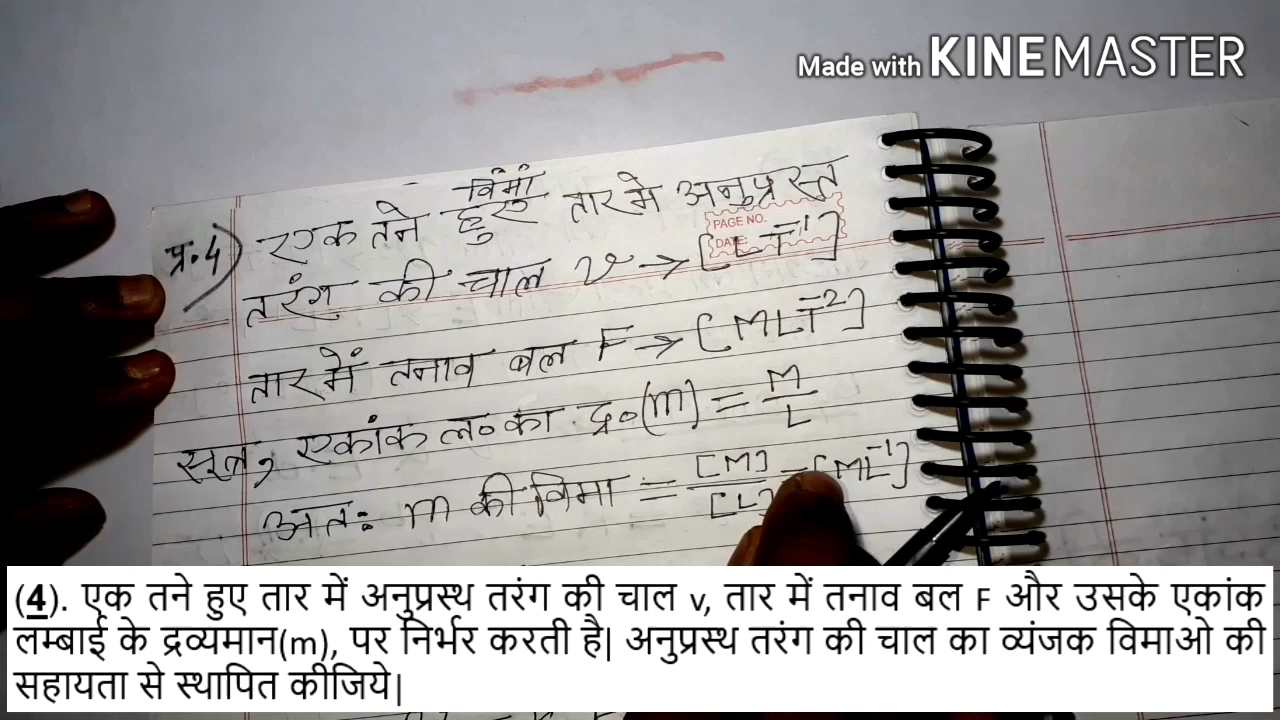 Made with KINEMASTER
विमां
प्र. 4) एक तने हुए तार मे अनुप्रस्त
PAGE NO.
DATE:
तरंग की चाल v → [LT⁻¹]
तार में तनाव बल F → [MLT⁻²]
सूत्र, एकांक ल० का द्र०(m) = M/L
अतः m की विमा = [M]/[L] = [ML⁻¹]
(4). एक तने हुए तार में अनुप्रस्थ तरंग की चाल v, तार में तनाव बल F और उसके एकांक
लम्बाई के द्रव्यमान(m), पर निर्भर करती है| अनुप्रस्थ तरंग की चाल का व्यंजक विमाओ की
सहायता से स्थापित कीजिये|